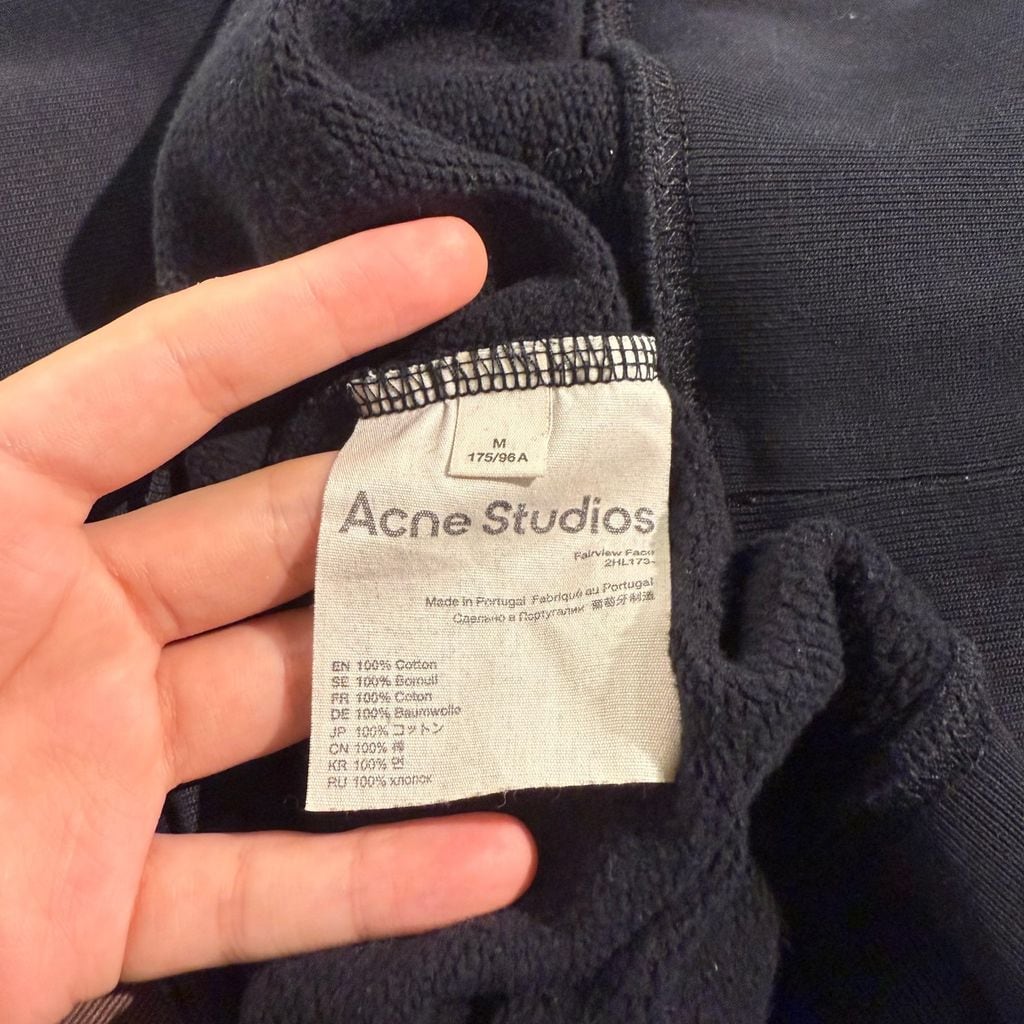 M
175/96A
Acne Studios
Fairview Face
2HL173-
Made in Portugal Fabriqué au Portugal
Сделано в Португалии 葡萄牙制造
EN 100% Cotton
SE 100% Bomull
FR 100% Coton
DE 100% Baumwolle
JP 100% コットン
CN 100% 棉
KR 100% 면
RU 100% хлопок